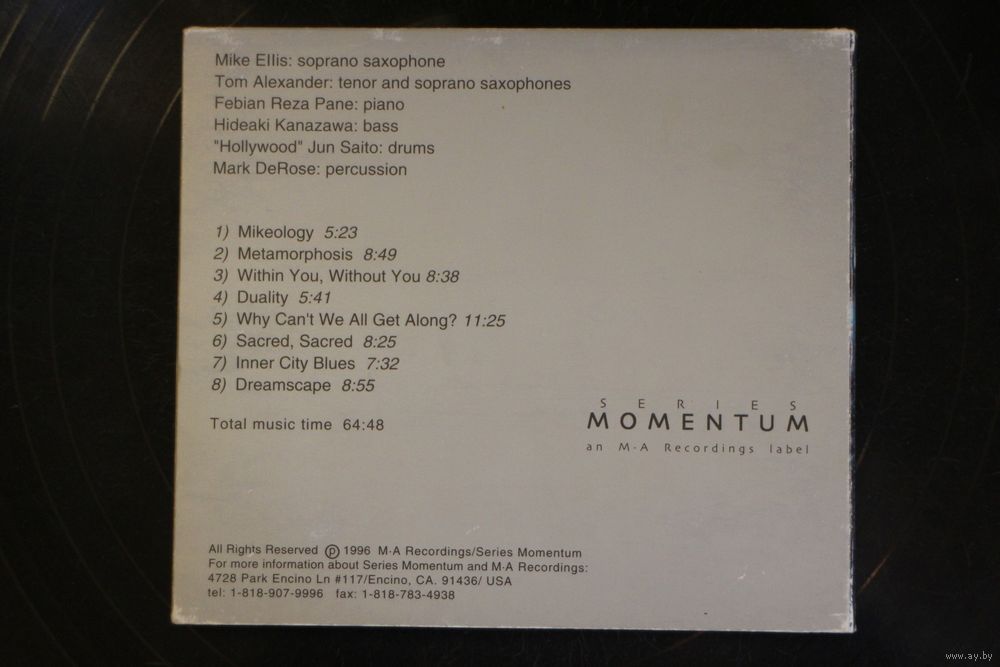 Mike Ellis: soprano saxophone
Tom Alexander: tenor and soprano saxophones
Febian Reza Pane: piano
Hideaki Kanazawa: bass
"Hollywood" Jun Saito: drums
Mark DeRose: percussion
1) Mikeology 5:23
2) Metamorphosis 8:49
3) Within You, Without You 8:38
4) Duality 5:41
5) Why Can't We All Get Along? 11:25
6) Sacred, Sacred 8:25
7) Inner City Blues 7:32
8) Dreamscape 8:55
Total music time 64:48
SERIES
MOMENTUM
an M·A Recordings label
All Rights Reserved ℗ 1996 M·A Recordings/Series Momentum
For more information about Series Momentum and M·A Recordings:
4728 Park Encino Ln #117/Encino, CA. 91436/ USA
tel: 1-818-907-9996 fax: 1-818-783-4938
www.ay.by